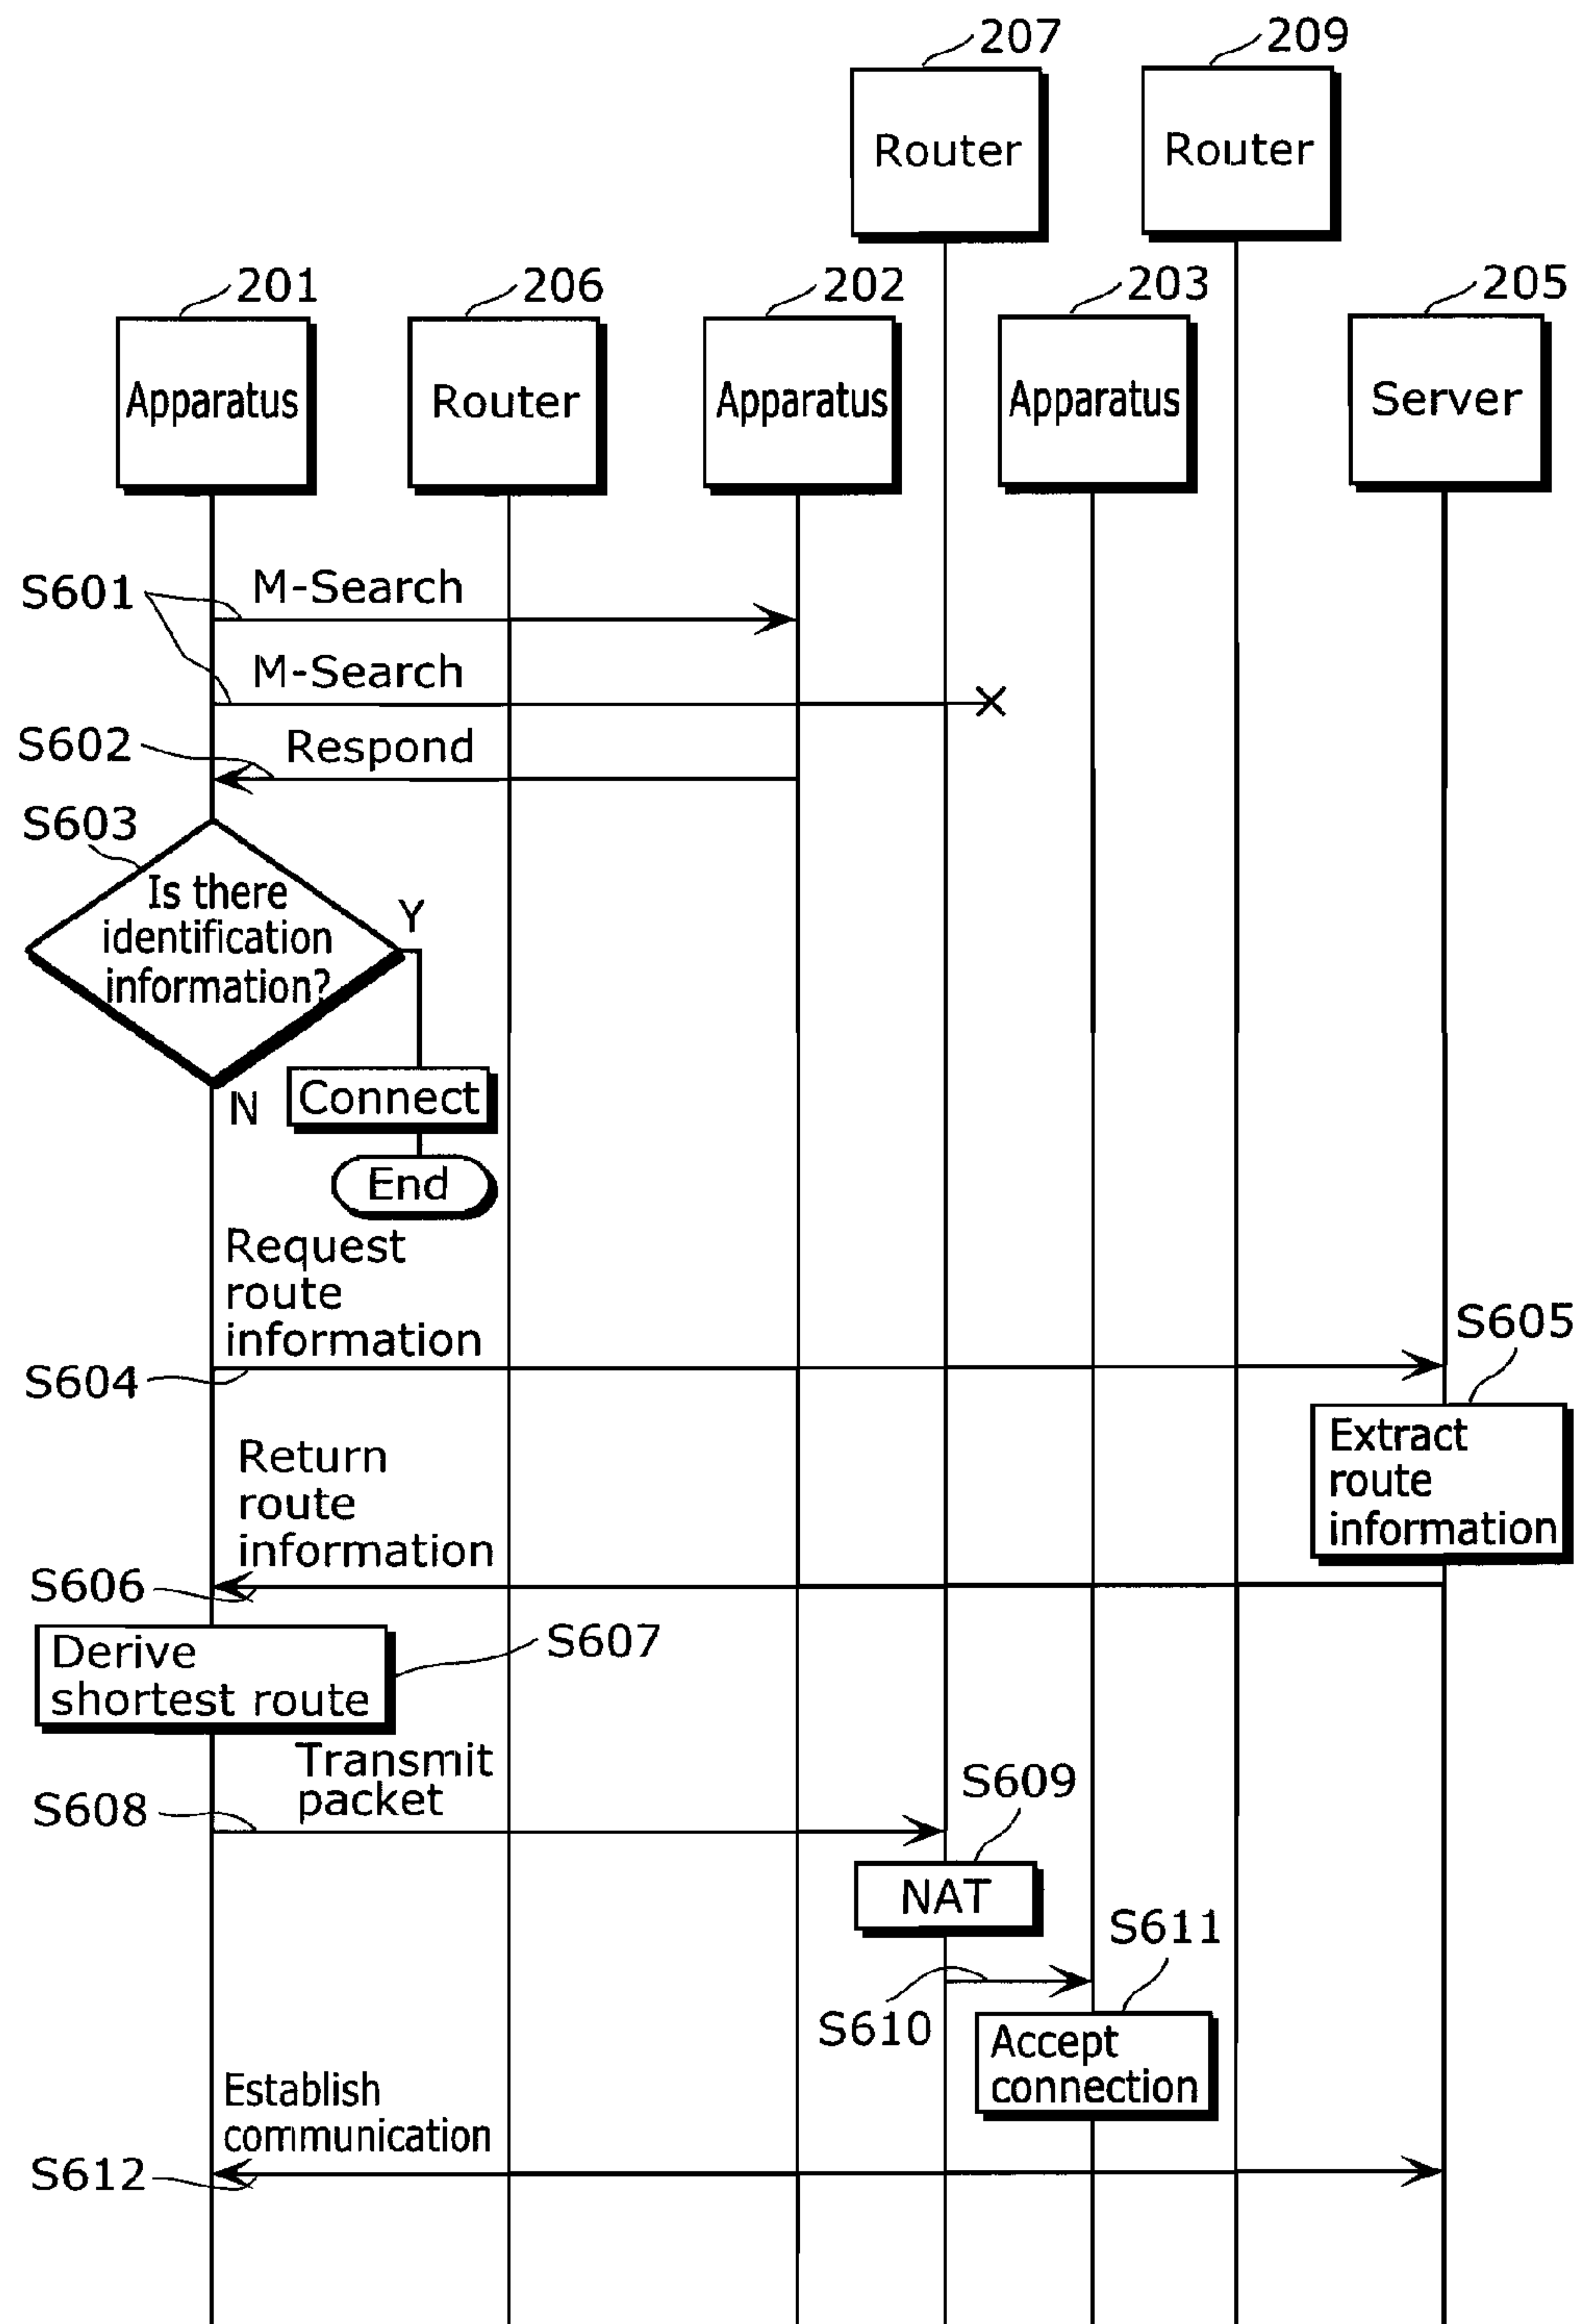 207
209
Router
Router
201
206
202
203
205
Apparatus
Router
Apparatus
Apparatus
Server
S601
M-Search
M-Search
S602
Respond
S603
Is there
identification
information?
Y
N
Connect
End
Request
route
information
S604
S605
Extract
route
information
Return
route
information
S606
Derive
shortest route
S607
Transmit
packet
S608
S609
NAT
S610
S611
Accept
connection
Establish
communication
S612